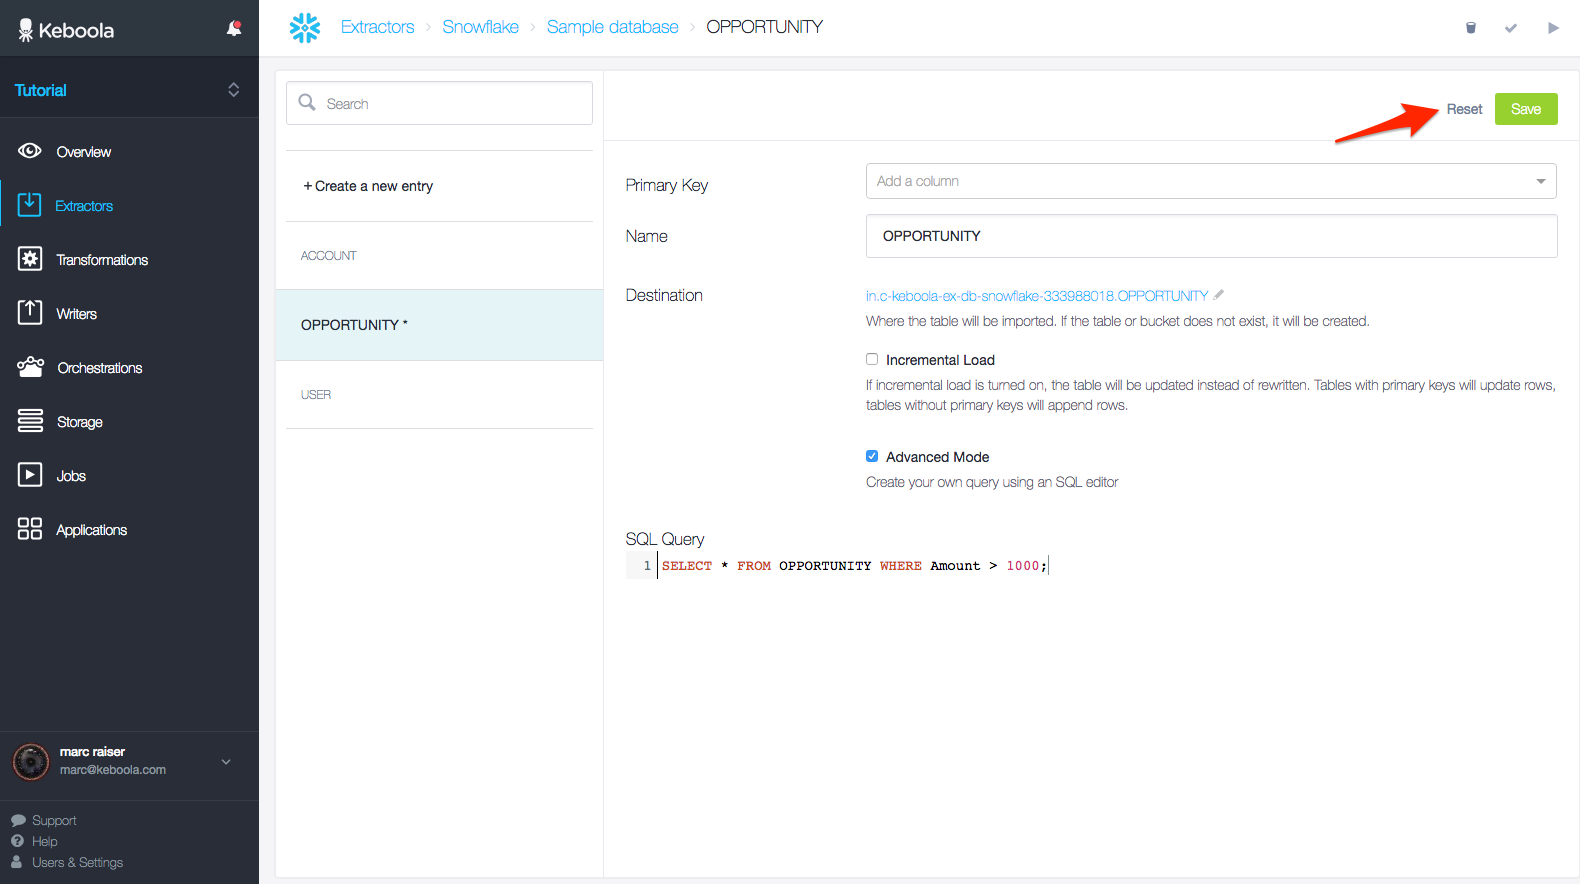 Keboola
Extractors › Snowflake › Sample database › OPPORTUNITY
Tutorial
Overview
Extractors
Transformations
Writers
Orchestrations
Storage
Jobs
Applications
marc raiser
marc@keboola.com
Support
Help
Users & Settings
Search
+ Create a new entry
ACCOUNT
OPPORTUNITY *
USER
Reset Save
Primary Key Add a column
Name OPPORTUNITY
Destination in.c-keboola-ex-db-snowflake-333988018.OPPORTUNITY
Where the table will be imported. If the table or bucket does not exist, it will be created.
Incremental Load
If incremental load is turned on, the table will be updated instead of rewritten. Tables with primary keys will update rows,
tables without primary keys will append rows.
Advanced Mode
Create your own query using an SQL editor
SQL Query
1 SELECT * FROM OPPORTUNITY WHERE Amount > 1000;